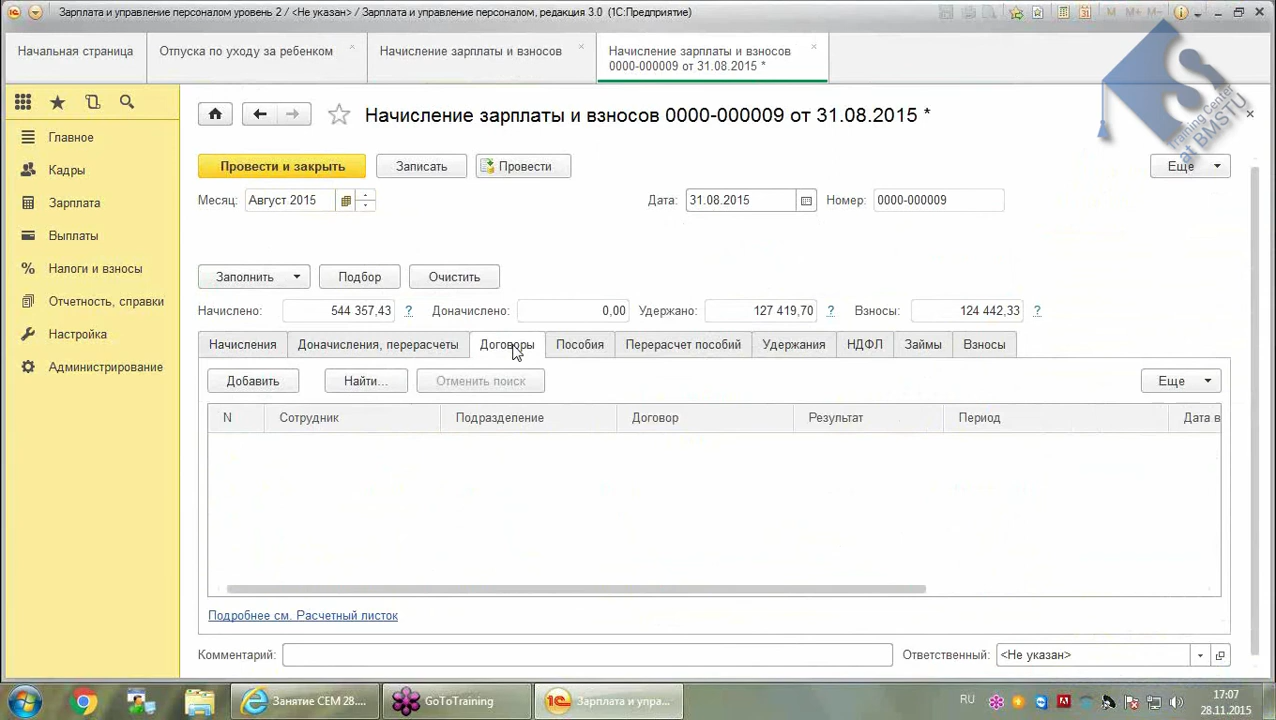 Зарплата и управление персоналом уровень 2 / <Не указан> / Зарплата и управление персоналом, редакция 3.0 (1С:Предприятие)
M M+ M-
Начальная страница
Отпуска по уходу за ребенком
Начисление зарплаты и взносов
Начисление зарплаты и взносов
0000-000009 от 31.08.2015 *
Training Center
at BMSTU
Главное
Кадры
Зарплата
Выплаты
Налоги и взносы
Отчетность, справки
Настройка
Администрирование
Начисление зарплаты и взносов 0000-000009 от 31.08.2015 *
Провести и закрыть
Записать
Провести
Еще
Месяц: Август 2015
Дата: 31.08.2015
Номер: 0000-000009
Заполнить
Подбор
Очистить
Начислено: 544 357,43 ?
Доначислено: 0,00
Удержано: 127 419,70 ?
Взносы: 124 442,33 ?
Начисления
Доначисления, перерасчеты
Договоры
Пособия
Перерасчет пособий
Удержания
НДФЛ
Займы
Взносы
Добавить
Найти...
Отменить поиск
Еще
N
Сотрудник
Подразделение
Договор
Результат
Период
Дата в
Подробнее см. Расчетный листок
Комментарий:
Ответственный: <Не указан>
Занятие СЕМ 28....
GoToTraining
Зарплата и упра...
RU
17:07
28.11.2015